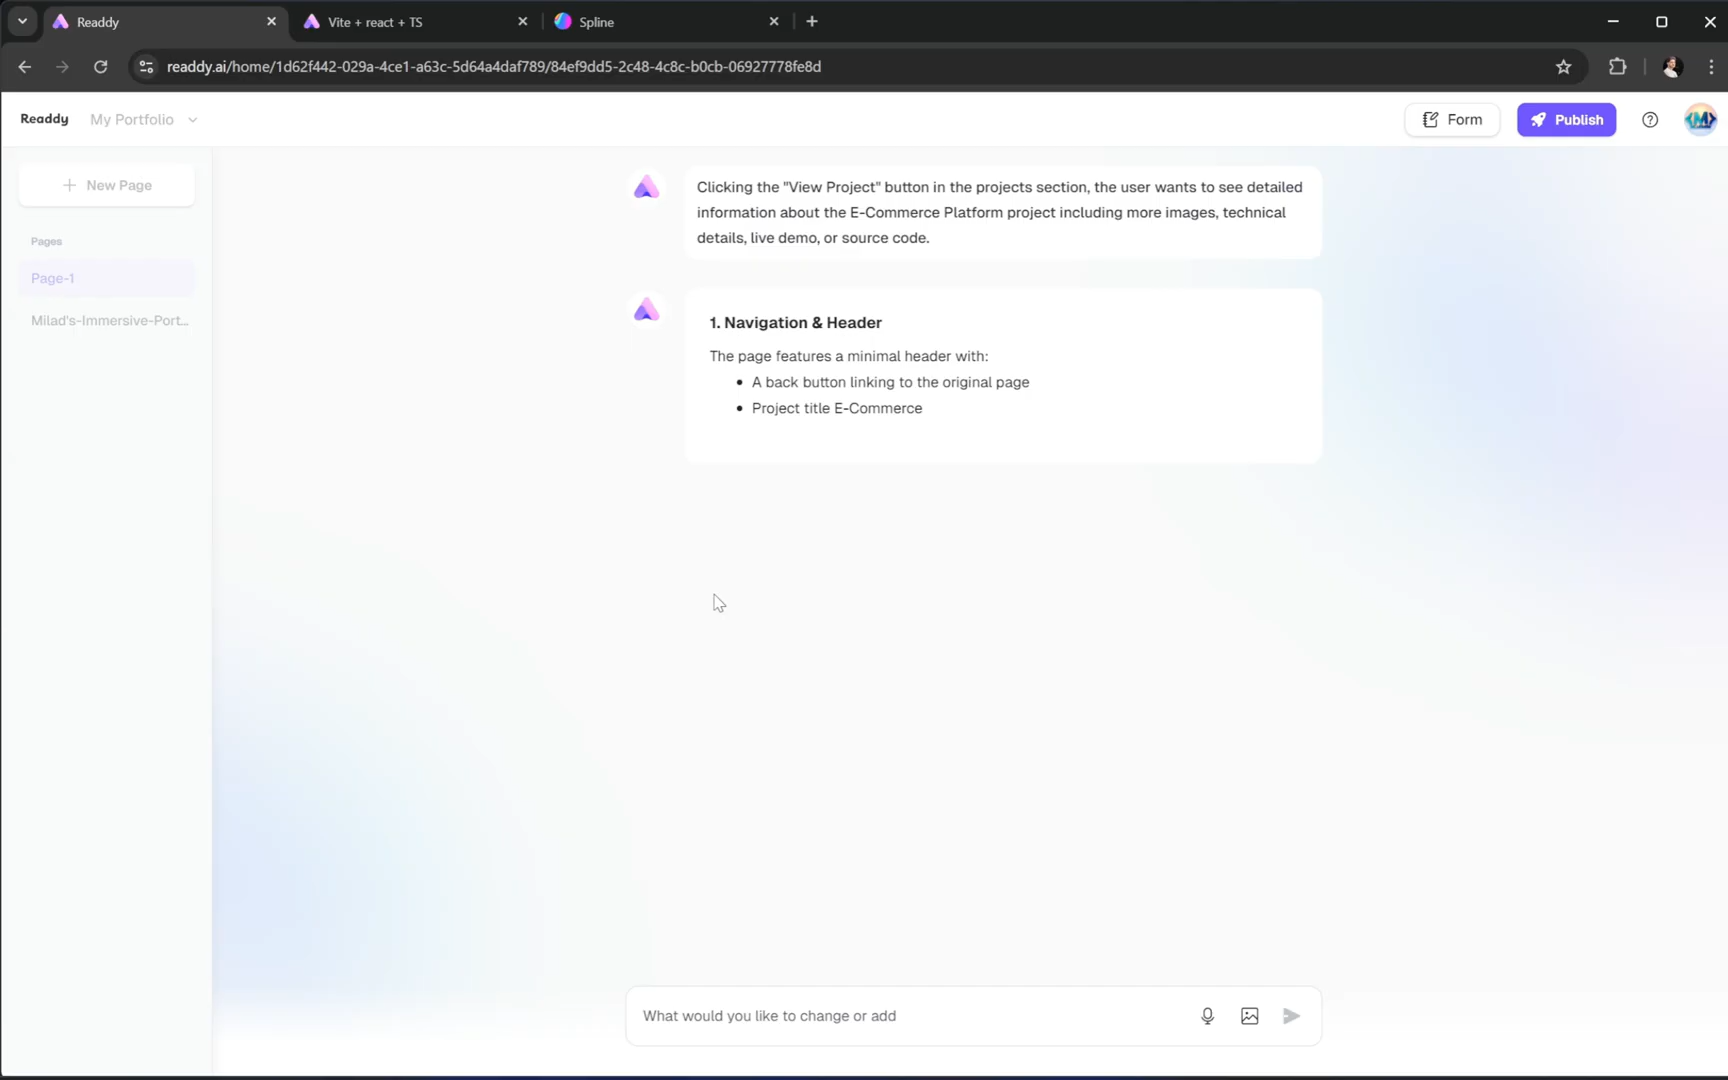 Readdy
Vite + react + TS
Spline
readdy.ai/home/1d62f442-029a-4ce1-a63c-5d64a4daf789/84ef9dd5-2c48-4c8c-b0cb-06927778fe8d
Readdy
My Portfolio
Form
Publish
New Page
Pages
Page-1
Milad's-Immersive-Port...
Clicking the "View Project" button in the projects section, the user wants to see detailed
information about the E-Commerce Platform project including more images, technical
details, live demo, or source code.
1. Navigation & Header
The page features a minimal header with:
• A back button linking to the original page
• Project title E-Commerce
What would you like to change or add